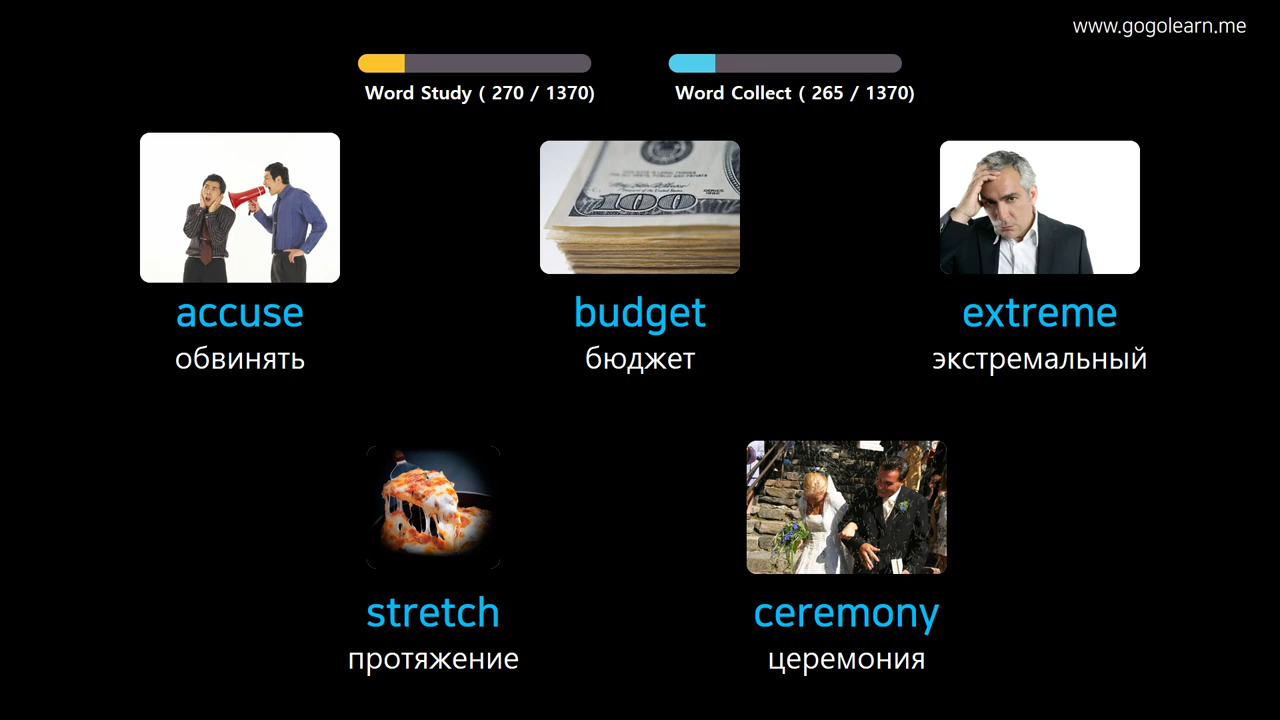 www.gogolearn.me
Word Study ( 270 / 1370)
Word Collect ( 265 / 1370)
100
accuse
budget
extreme
обвинять
бюджет
экстремальный
stretch
ceremony
протяжение
церемония